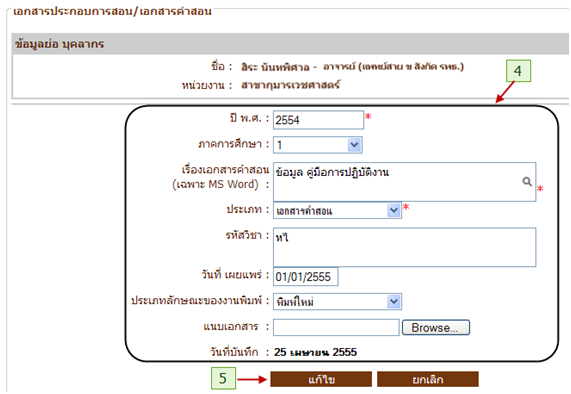 เอกสารประกอบการสอน/เอกสารคำสอน
ข้อมูลย่อ บุคลากร
ชื่อ : สิระ นันทพิศาล - อาจารย์ (แพทย์สาย ข สังกัด รพธ.)
หน่วยงาน : สาขากุมารเวชศาสตร์
4
ปี พ.ศ. : 2554 *
ภาคการศึกษา : 1
เรื่องเอกสารคำสอน ข้อมูล คู่มือการปฏิบัติงาน
(เฉพาะ MS Word) : *
ประเภท : เอกสารคำสอน *
รหัสวิชา : ทไ
วันที่ เผยแพร่ : 01/01/2555
ประเภทลักษณะของงานพิมพ์ : พิมพ์ใหม่
แนบเอกสาร : Browse...
วันที่บันทึก : 25 เมษายน 2555
5 แก้ไข ยกเลิก